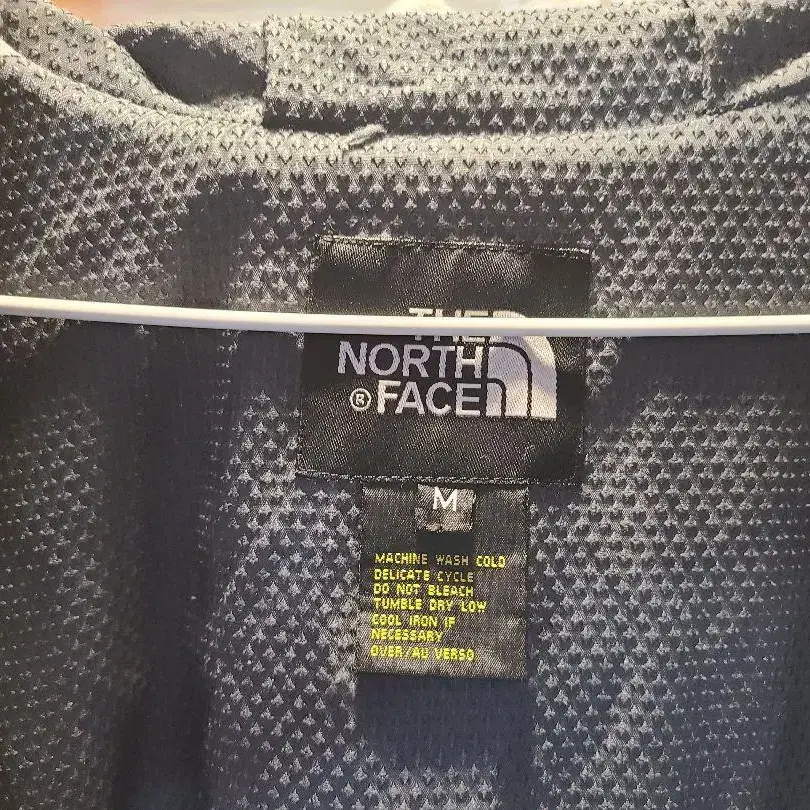 THE
NORTH
® FACE
M
MACHINE WASH COLD
DELICATE CYCLE
DO NOT BLEACH
TUMBLE DRY LOW
COOL IRON IF
NECESSARY
OVER/AU VERSO